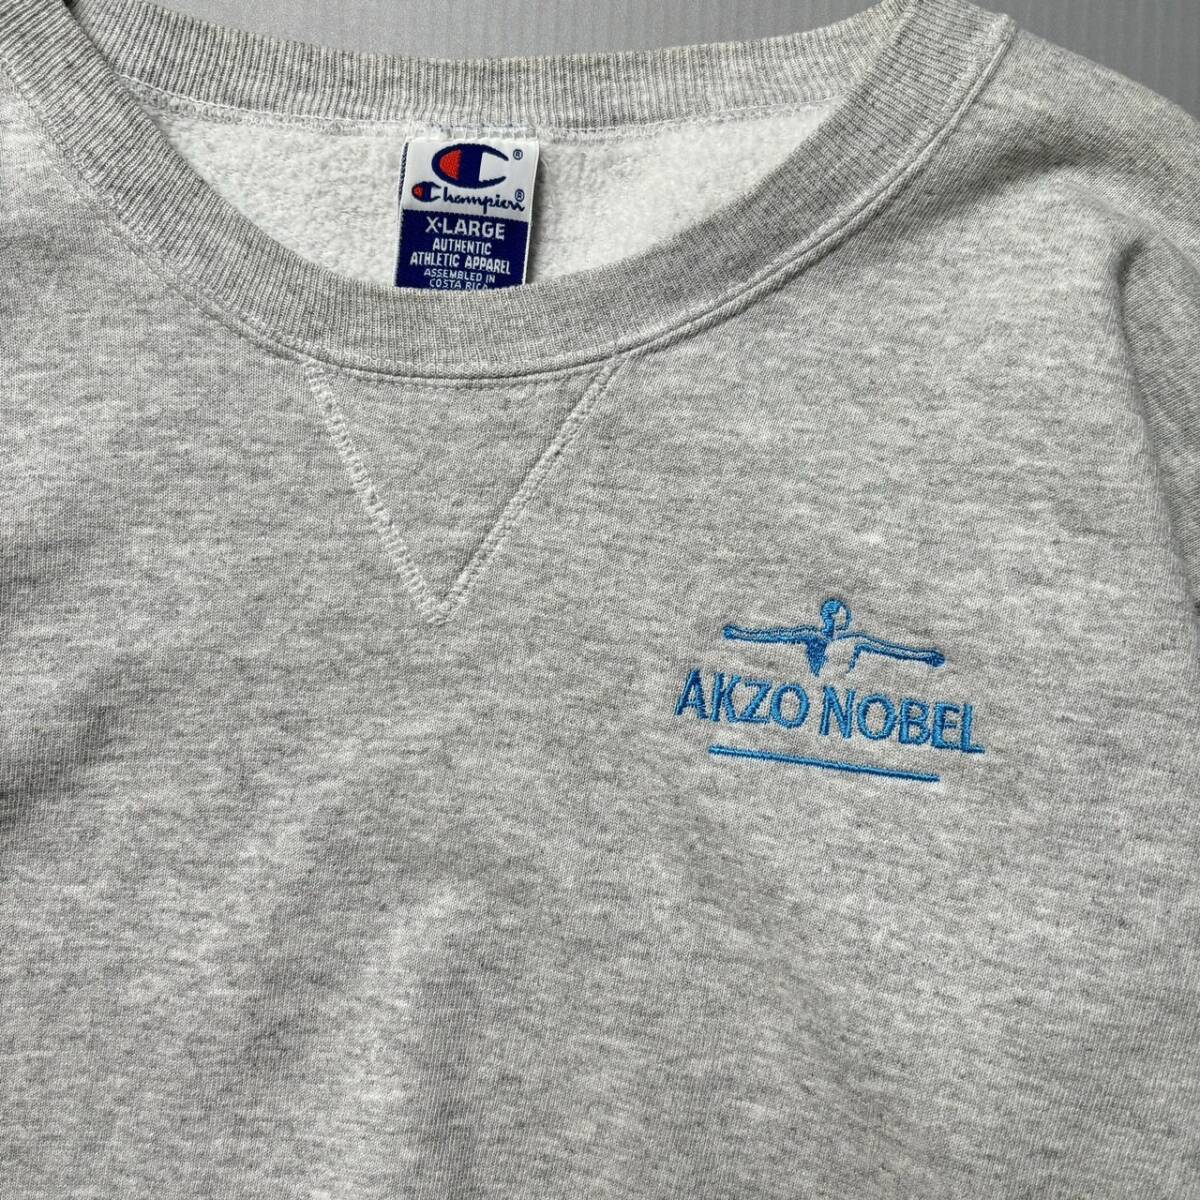 Champion
X-LARGE
AUTHENTIC
ATHLETIC APPAREL
ASSEMBLED IN
COSTA RICA
AKZO NOBEL